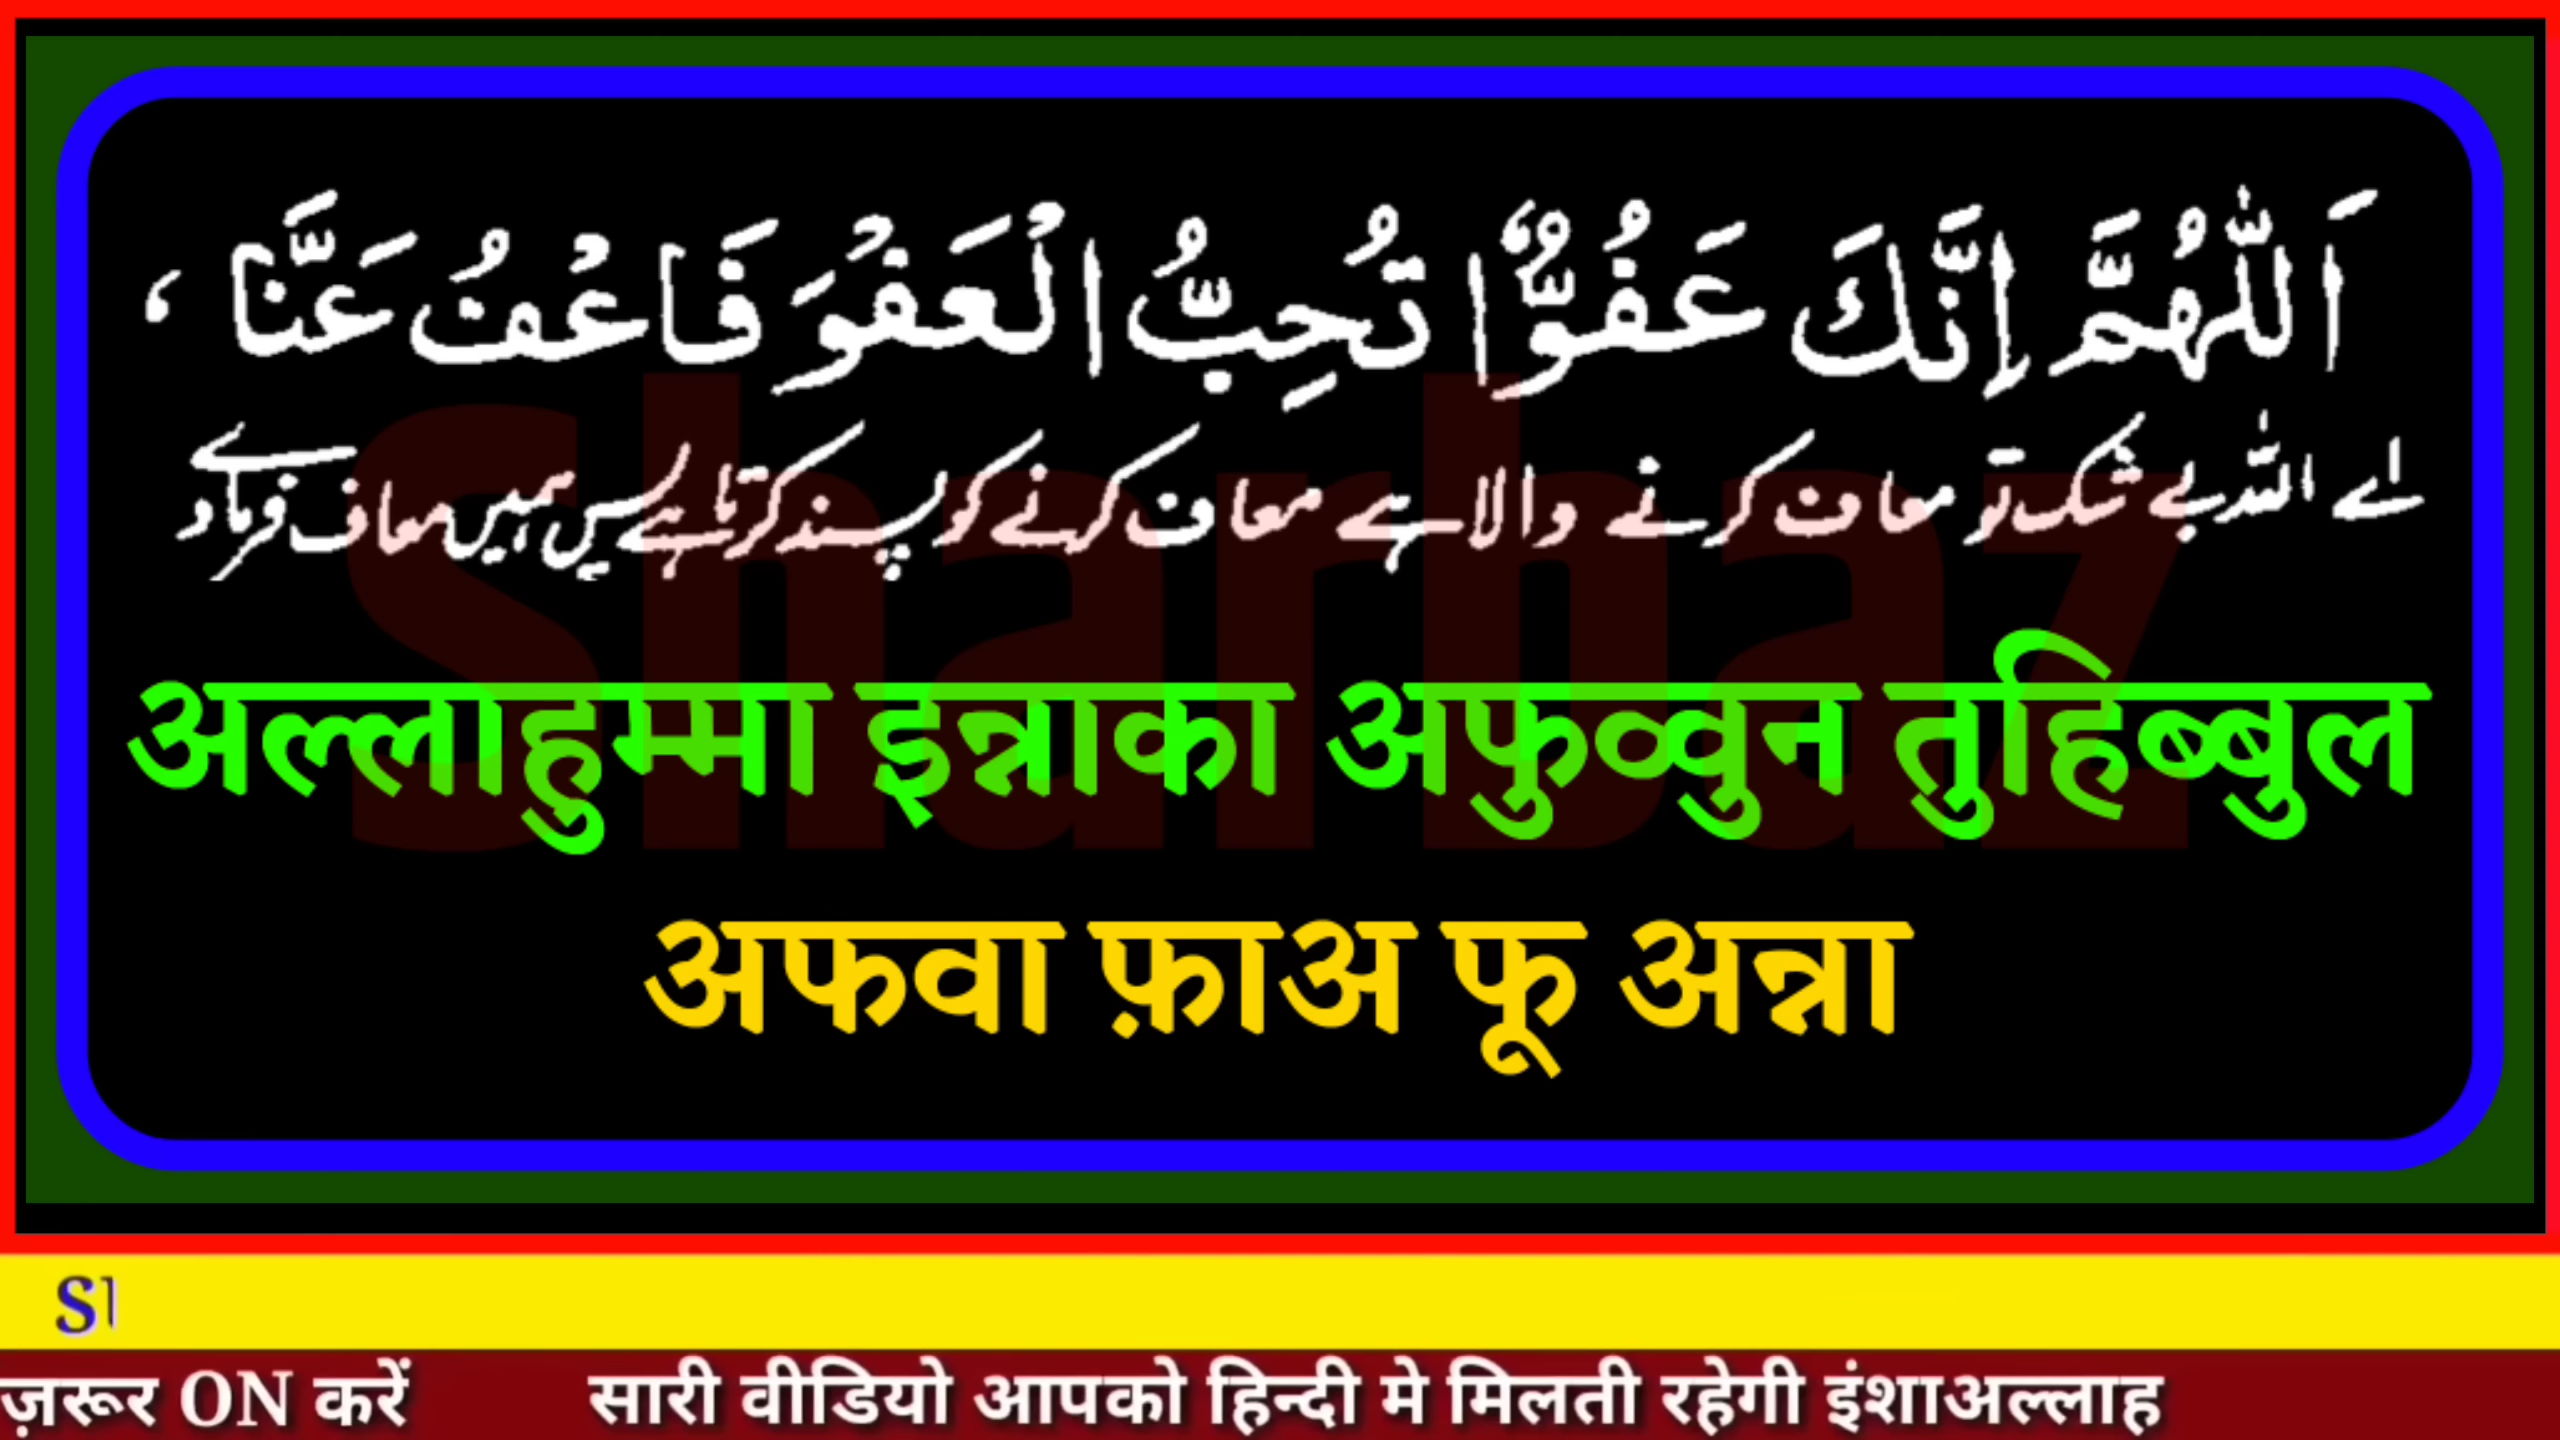 اَللّٰهُمَّ إِنَّكَ عَفُوٌّا تُحِبُّ الْعَفْوَ فَاعْفُ عَنَّا ،
اے اللہ بے شک تو معاف کرنے والا ہے معاف کرنے کو پسند کرتا ہے پس ہمیں معاف فرما دے
Sharbaz
अल्लाहुम्मा इन्नाका अफुव्वुन तुहिब्बुल
अफवा फ़ाअ फू अन्ना
ज़रूर ON करें सारी वीडियो आपको हिन्दी मे मिलती रहेगी इंशाअल्लाह